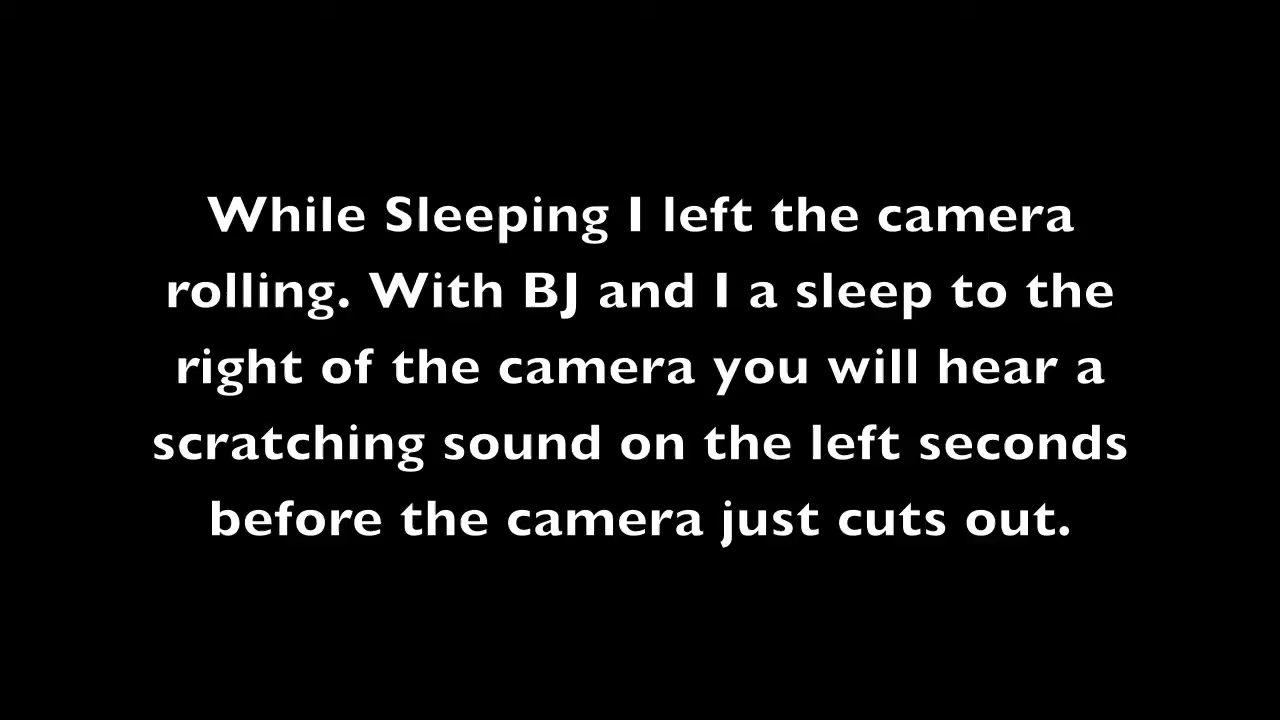 While Sleeping I left the camera
rolling. With BJ and I a sleep to the
right of the camera you will hear a
scratching sound on the left seconds
before the camera just cuts out.